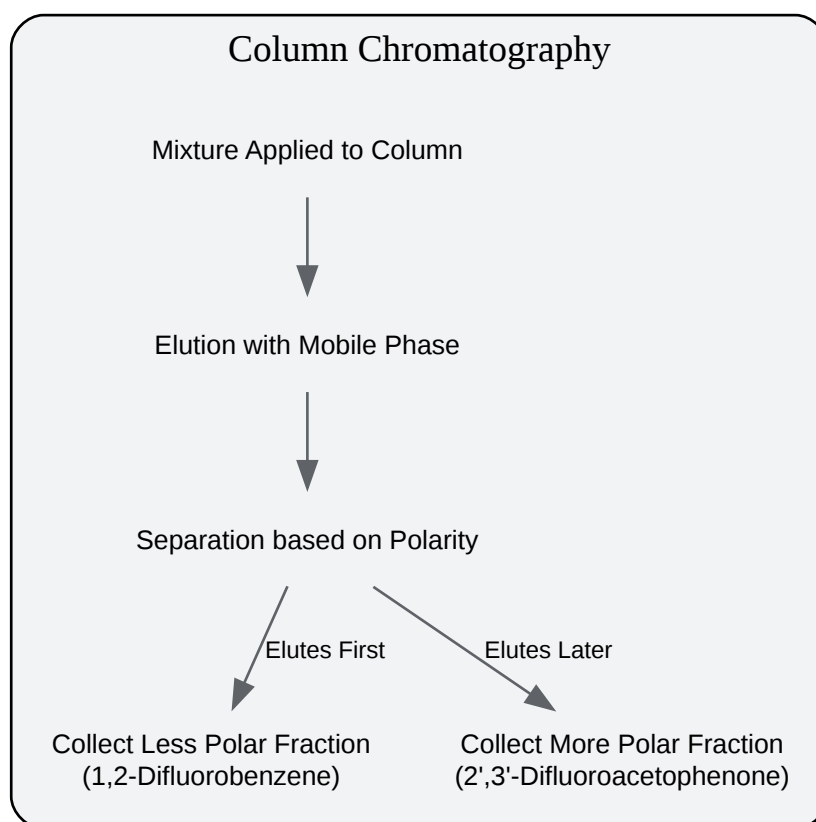 Column Chromatography
Mixture Applied to Column
Elution with Mobile Phase
Separation based on Polarity
Elutes First
Elutes Later
Collect Less Polar Fraction
(1,2-Difluorobenzene)
Collect More Polar Fraction
(2',3'-Difluoroacetophenone)